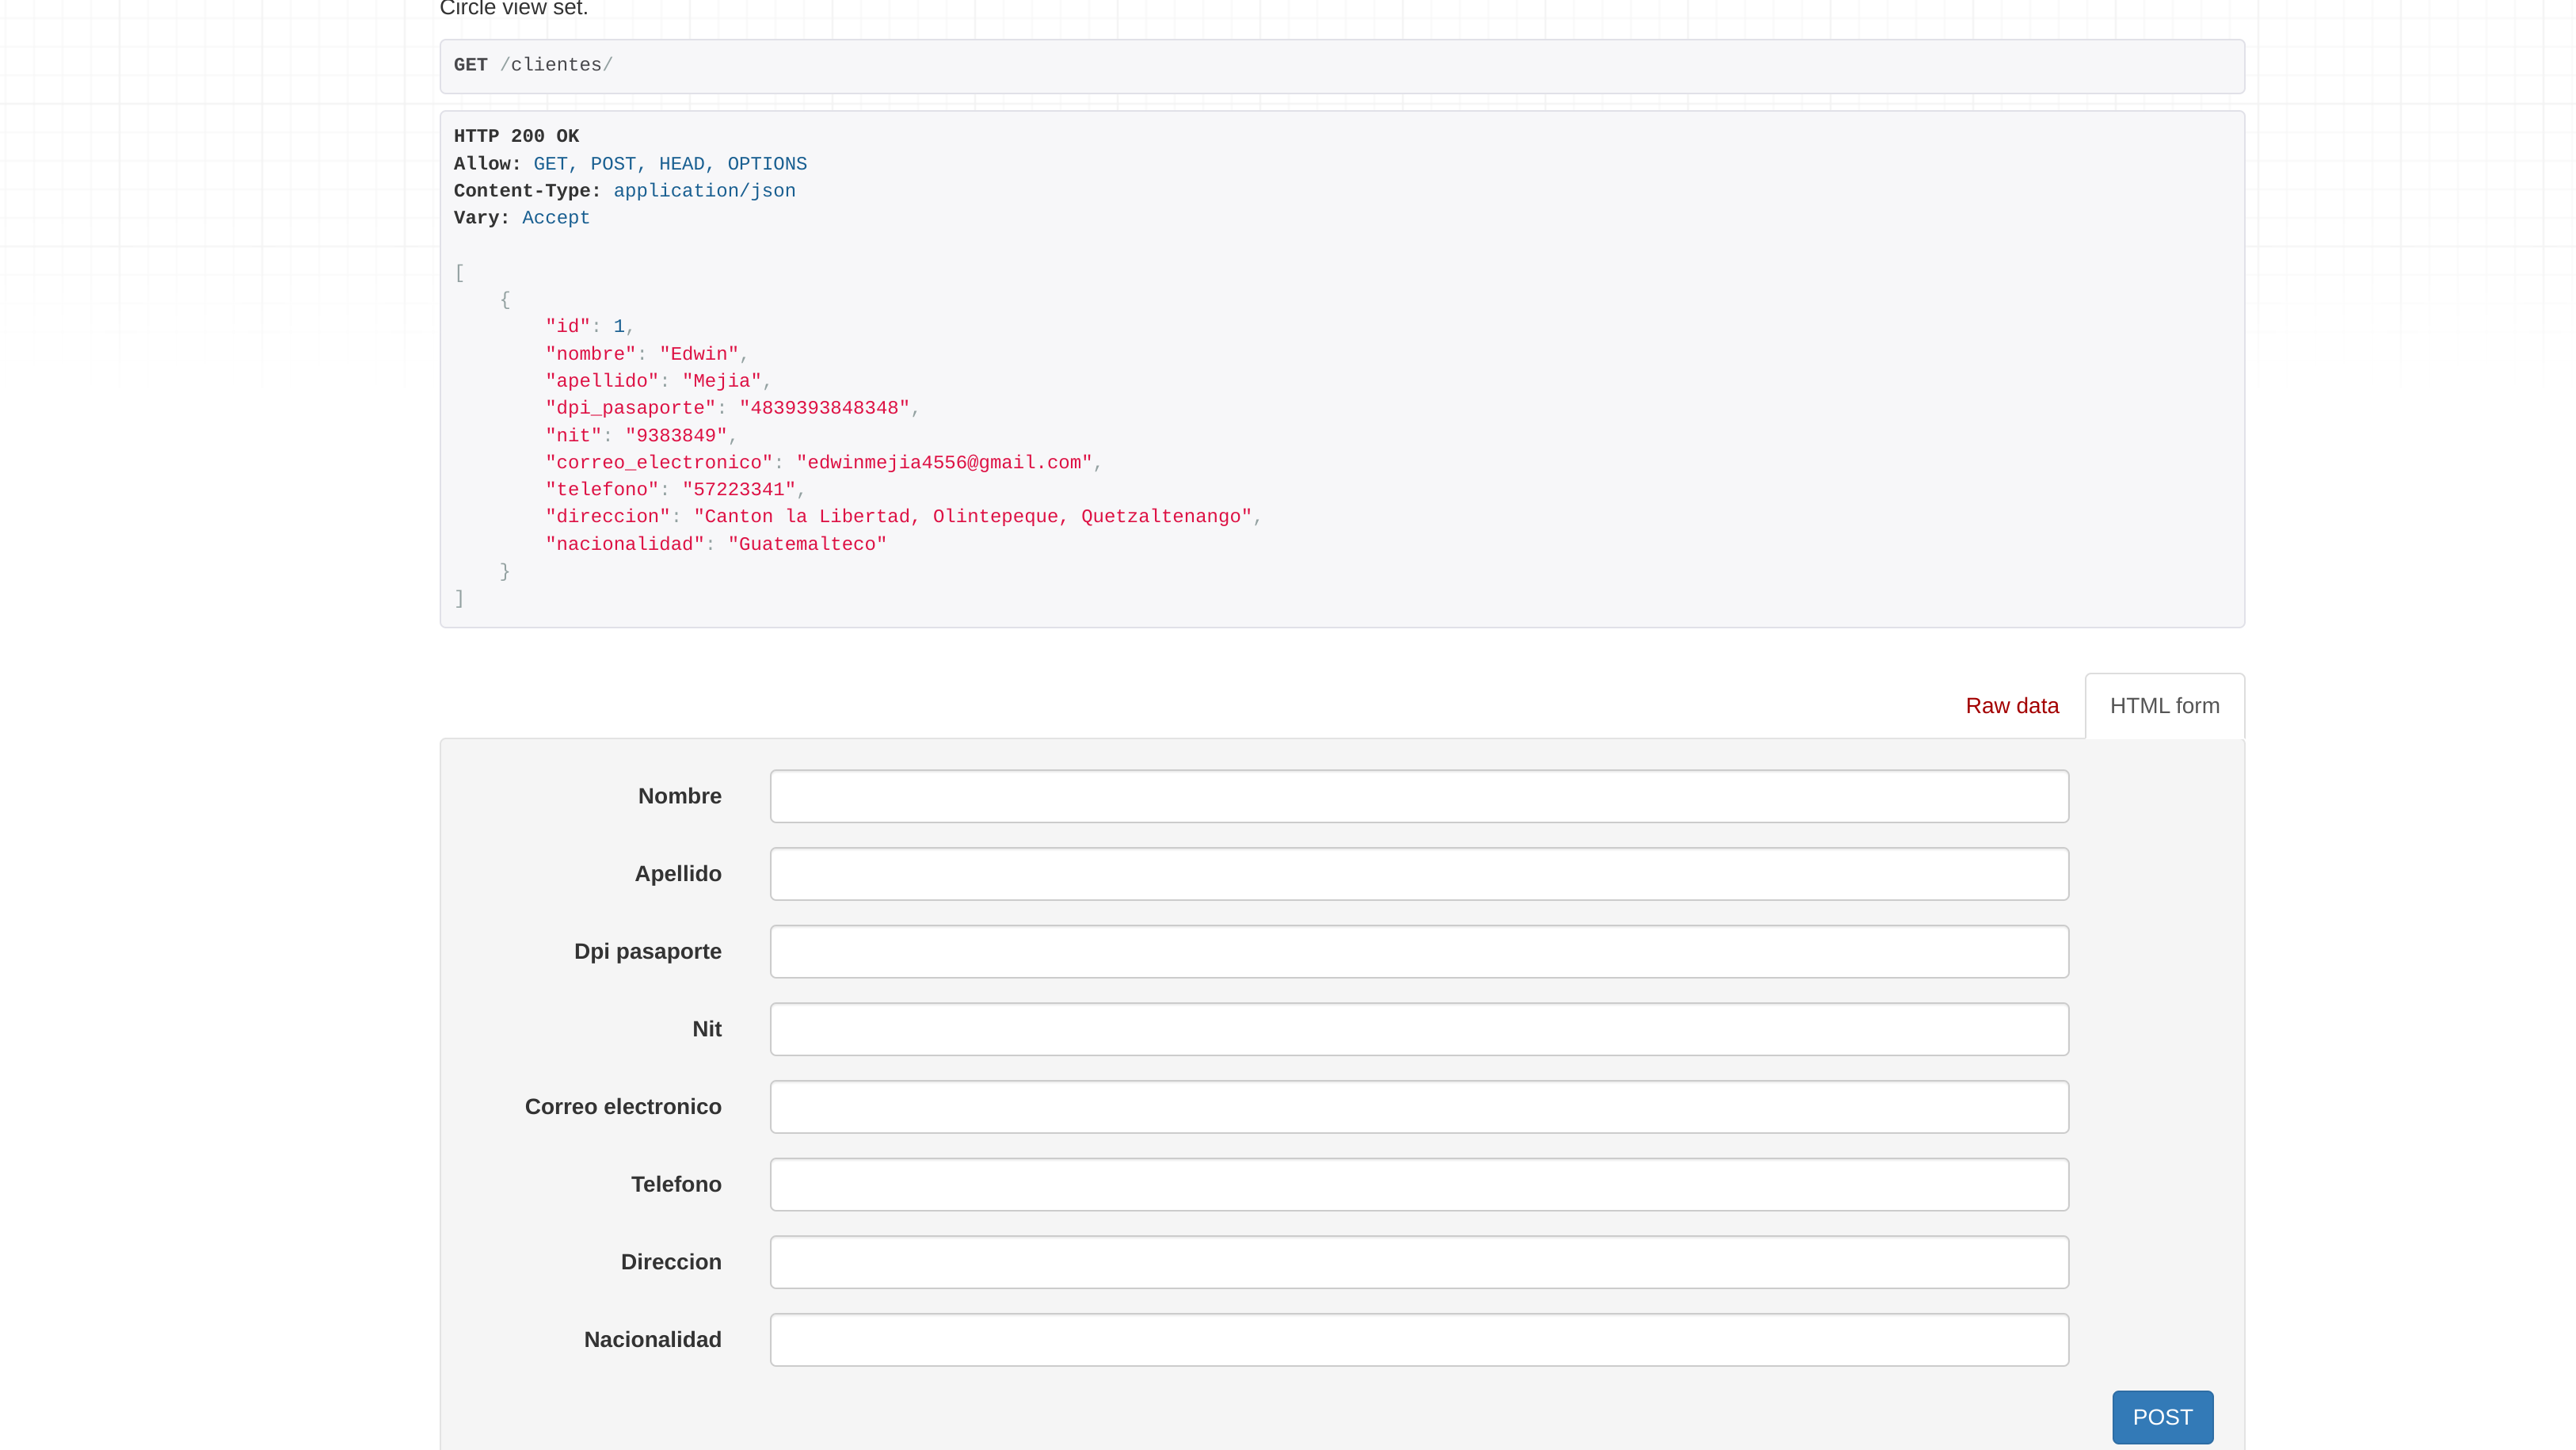 Circle view set.
GET /clientes/
HTTP 200 OK
Allow: GET, POST, HEAD, OPTIONS
Content-Type: application/json
Vary: Accept
[
    {
        "id": 1,
        "nombre": "Edwin",
        "apellido": "Mejia",
        "dpi_pasaporte": "4839393848348",
        "nit": "9383849",
        "correo_electronico": "edwinmejia4556@gmail.com",
        "telefono": "57223341",
        "direccion": "Canton la Libertad, Olintepeque, Quetzaltenango",
        "nacionalidad": "Guatemalteco"
    }
]
Raw data HTML form
Nombre
Apellido
Dpi pasaporte
Nit
Correo electronico
Telefono
Direccion
Nacionalidad
POST